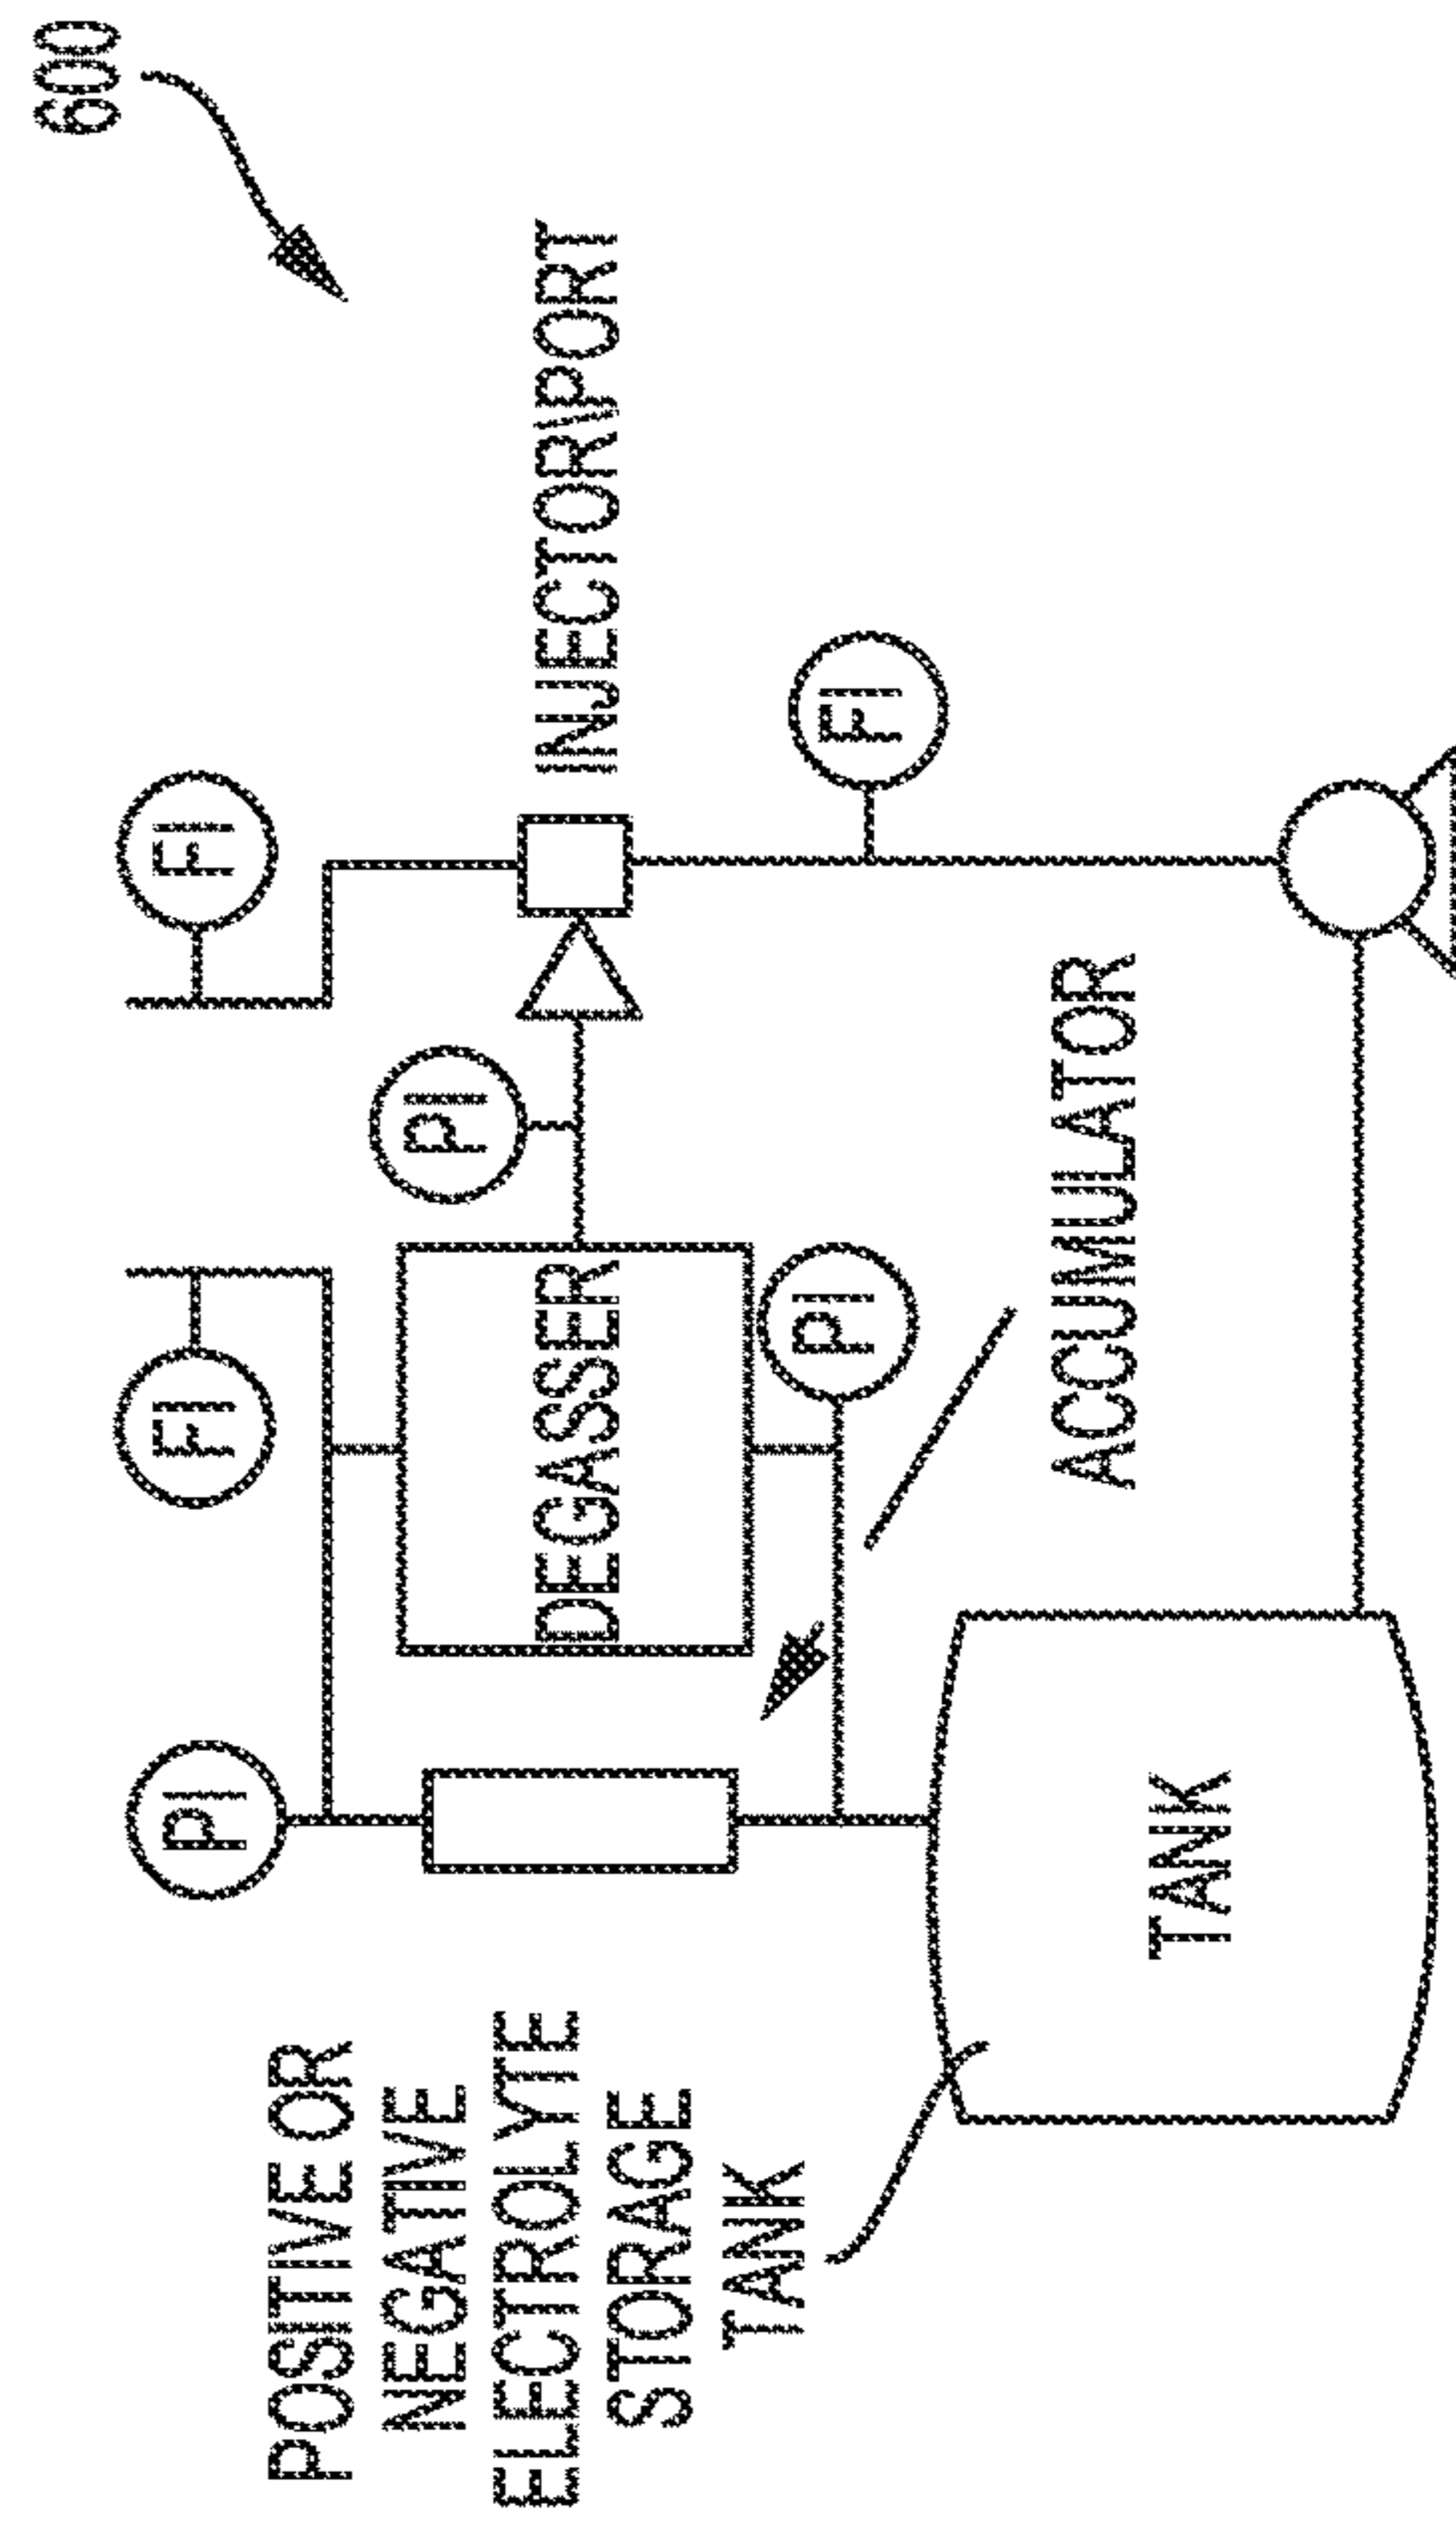 600
PI
FI
FI
POSITIVE OR
NEGATIVE
ELECTROLYTE
STORAGE
TANK
PI
DEGASSER
INJECTOR\PORT
PI
FI
ACCUMULATOR
TANK